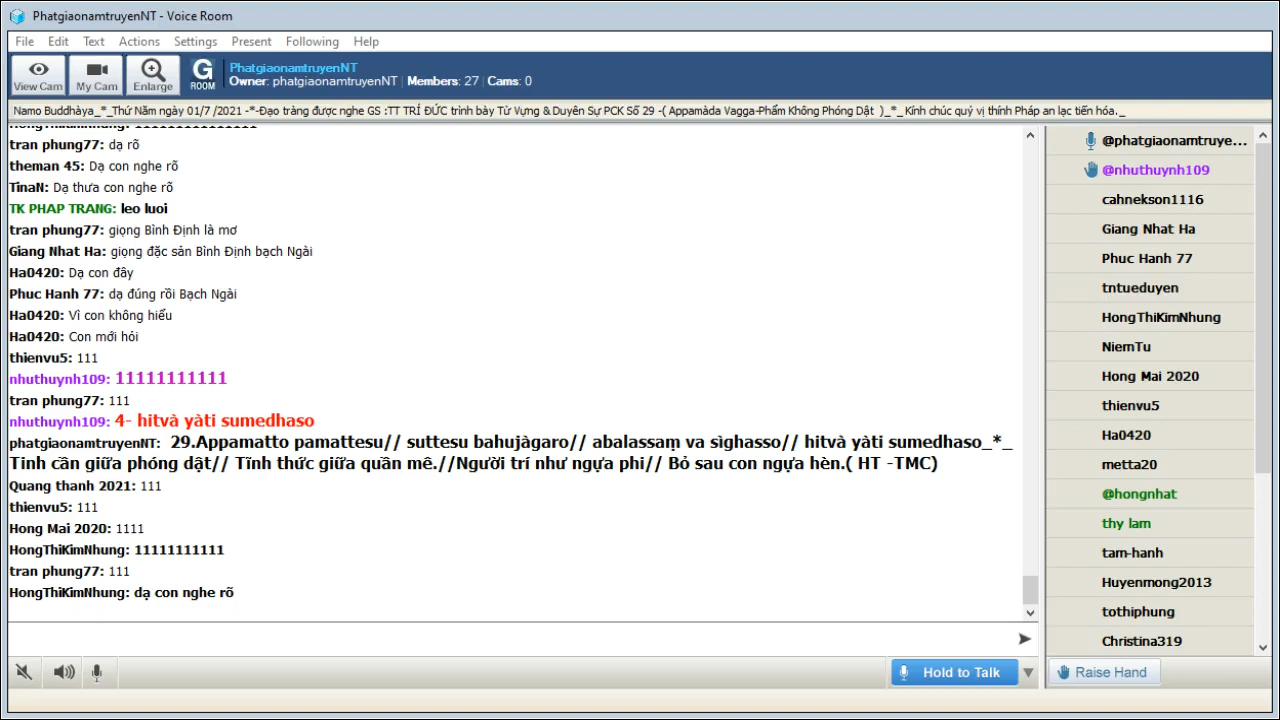 PhatgiaonamtruyenNT - Voice Room
File Edit Text Actions Settings Present Following Help
View Cam My Cam Enlarge G ROOM
PhatgiaonamtruyenNT
Owner: phatgiaonamtruyenNT | Members: 27 | Cams: 0
Namo Buddhàya_*_Thứ Năm ngày 01/7 /2021 -*-Đạo tràng được nghe GS :TT TRÍ ĐỨC trình bày Từ Vựng & Duyên Sự PCK Số 29 -( Appamàda Vagga-Phẩm Không Phóng Dật )_*_ Kính chúc quý vị thính Pháp an lạc tiến hóa._
tran phung77: dạ rõ
theman 45: Dạ con nghe rõ
TinaN: Dạ thưa con nghe rõ
TK PHAP TRANG: leo luoi
tran phung77: giọng Bình Định là mơ
Giang Nhat Ha: giọng đặc sản Bình Định bạch Ngài
Ha0420: Dạ con đây
Phuc Hanh 77: dạ đúng rồi Bạch Ngài
Ha0420: Vì con không hiểu
Ha0420: Con mới hỏi
thienvu5: 111
nhuthuynh109: 11111111111
tran phung77: 111
nhuthuynh109: 4- hitvà yàti sumedhaso
phatgiaonamtruyenNT: 29.Appamatto pamattesu// suttesu bahujàgaro// abalassaṃ va sìghasso// hitvà yàti sumedhaso_*_
Tinh cần giữa phóng dật// Tĩnh thức giữa quần mê.//Người trí như ngựa phi// Bỏ sau con ngựa hèn.( HT -TMC)
Quang thanh 2021: 111
thienvu5: 111
Hong Mai 2020: 1111
HongThiKimNhung: 11111111111
tran phung77: 111
HongThiKimNhung: dạ con nghe rõ
@phatgiaonamtruye...
@nhuthuynh109
cahnekson1116
Giang Nhat Ha
Phuc Hanh 77
tntueduyen
HongThiKimNhung
NiemTu
Hong Mai 2020
thienvu5
Ha0420
metta20
@hongnhat
thy lam
tam-hanh
Huyenmong2013
tothiphung
Christina319
Hold to Talk
Raise Hand